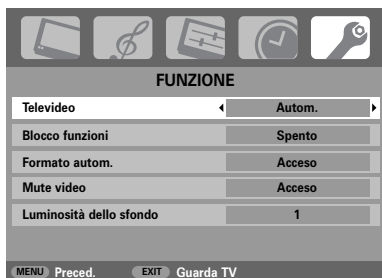 FUNZIONE
Televideo Autom.
Blocco funzioni Spento
Formato autom. Acceso
Mute video Acceso
Luminosità dello sfondo 1
MENU Preced. EXIT Guarda TV